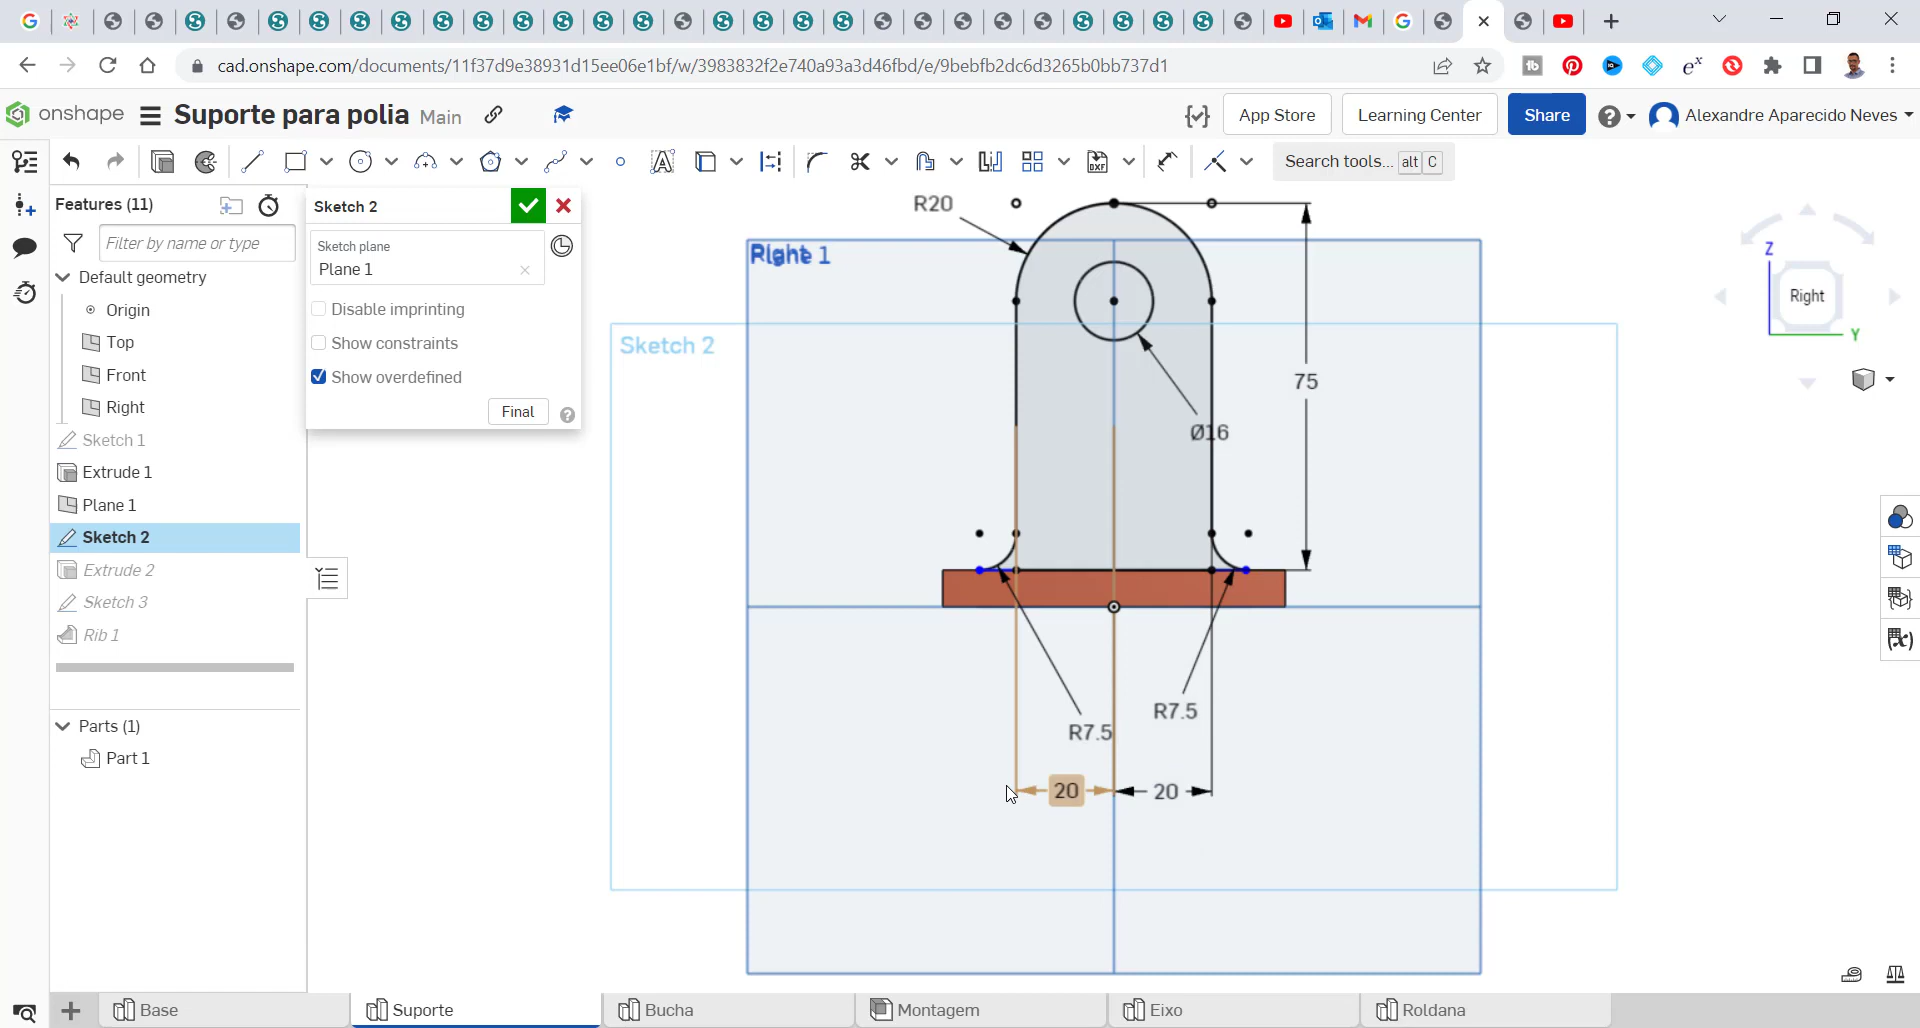 cad.onshape.com/documents/11f37d9e38931d15ee06e1bf/w/3983832f2e740a93a3d46fbd/e/9bebfb2dc6d3265b0bb737d1
onshape Suporte para polia Main App Store Learning Center Share Alexandre Aparecido Neves
Search tools... alt C
Features (11)
Filter by name or type
Default geometry
Origin
Top
Front
Right
Sketch 1
Extrude 1
Plane 1
Sketch 2
Extrude 2
Sketch 3
Rib 1
Parts (1)
Part 1
Sketch 2
Sketch plane
Plane 1
Disable imprinting
Show constraints
Show overdefined
Final
R20
Sketch 2
75
Ø16
R7.5
R7.5
20
20
Z
Right
Y
Base
Suporte
Bucha
Montagem
Eixo
Roldana